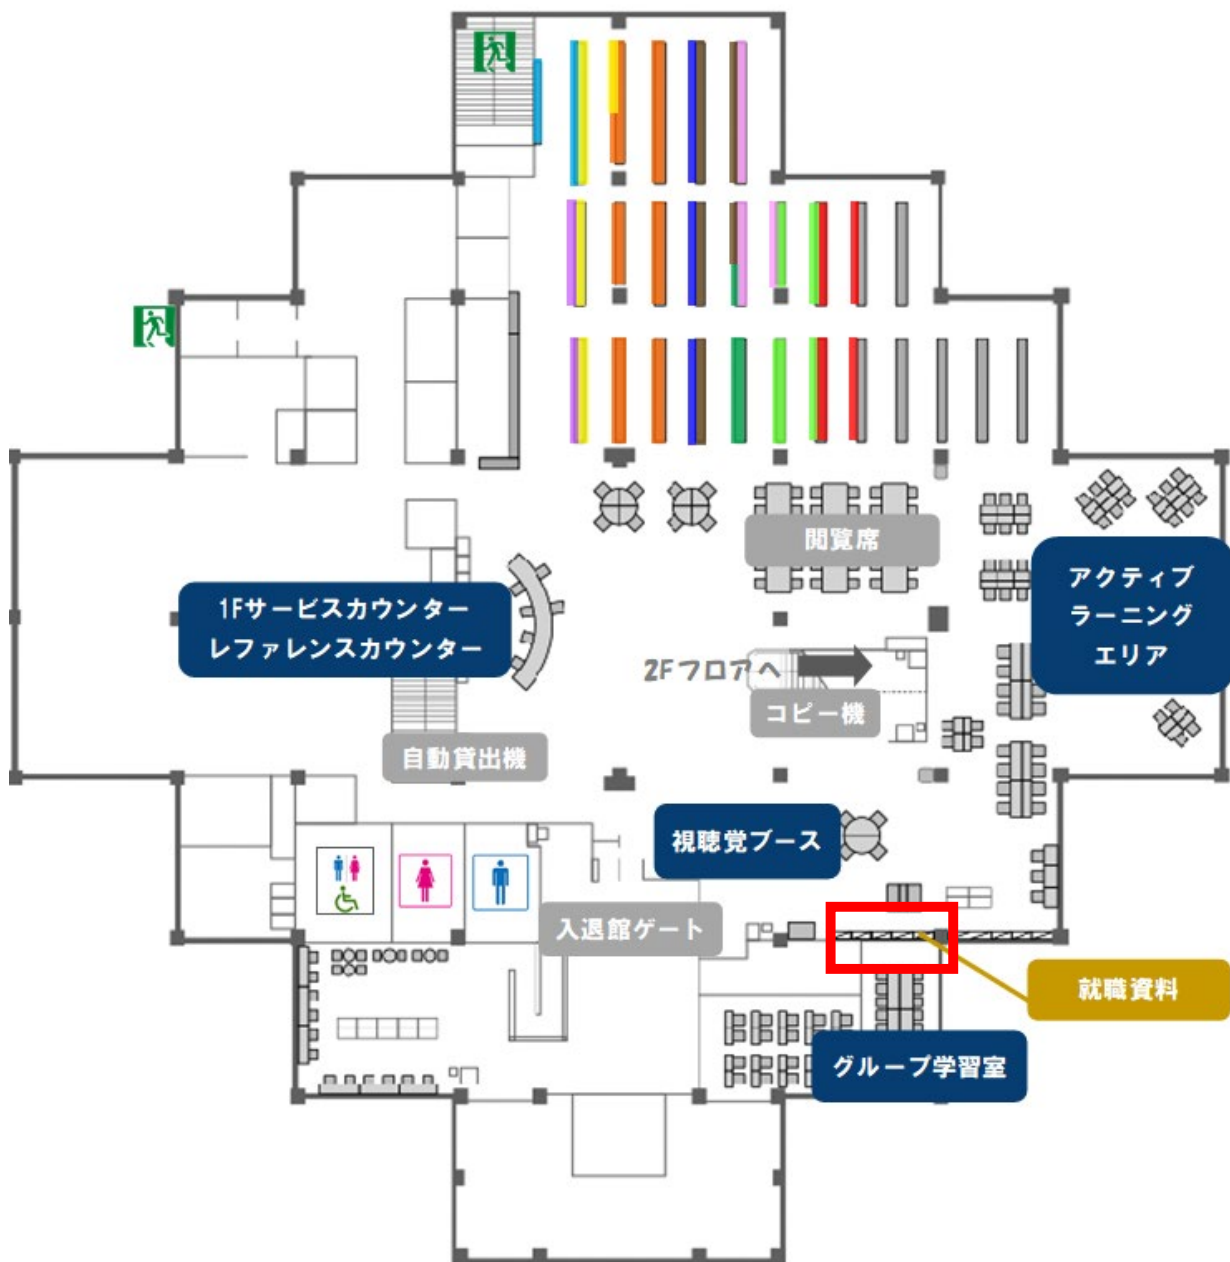 閲覧席
アクティブ
ラーニング
エリア
1Fサービスカウンター
レファレンスカウンター
2Fフロアへ
コピー機
自動貸出機
視聴覚ブース
入退館ゲート
就職資料
グループ学習室